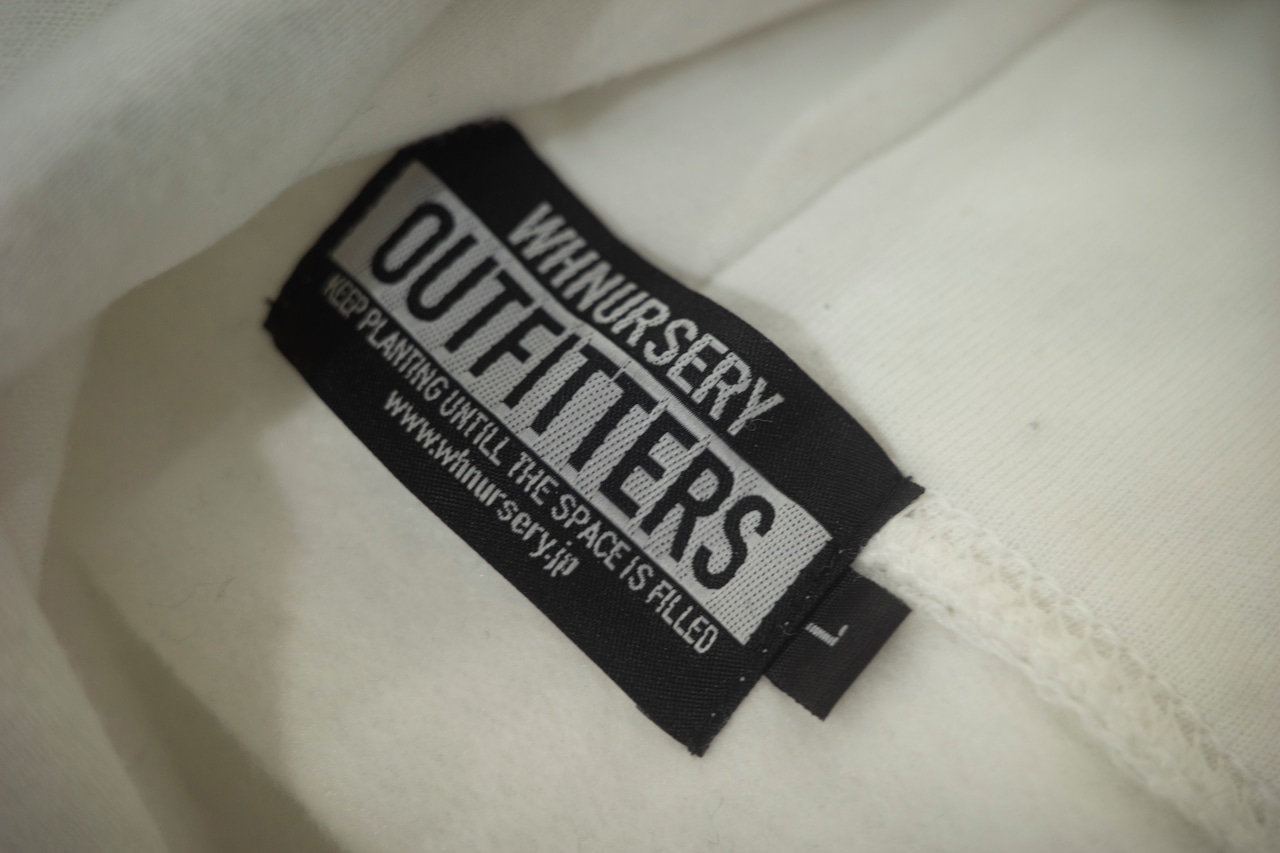 WHNURSERY
OUTFITTERS
KEEP PLANTING UNTILL THE SPACE IS FILLED
www.whnursery.jp
L